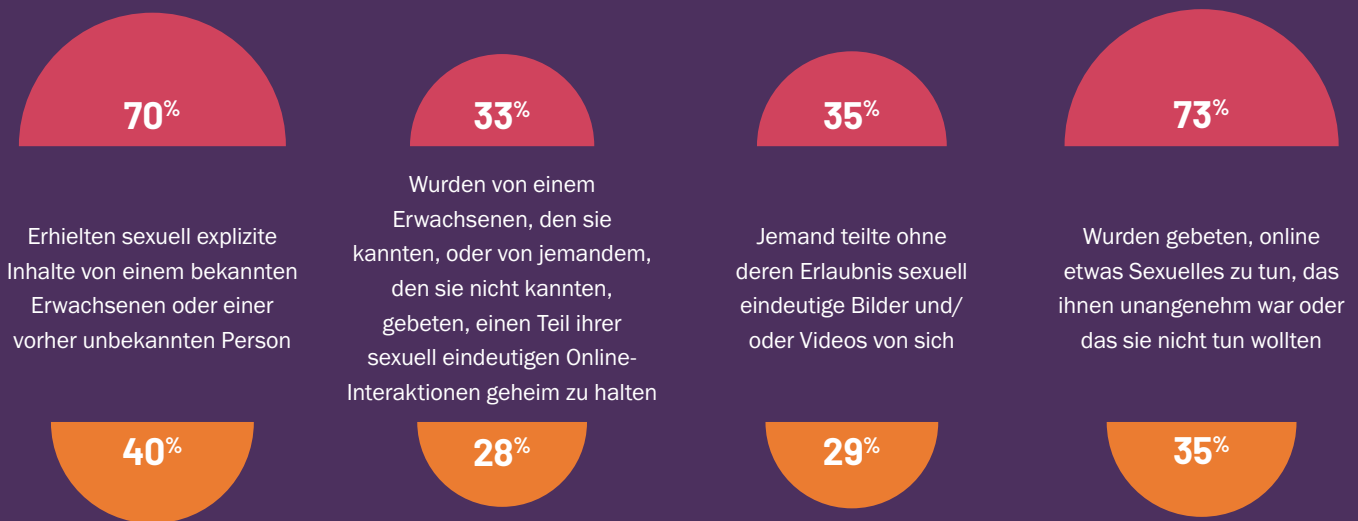 70%
33%
35%
73%
Erhielten sexuell explizite
Inhalte von einem bekannten
Erwachsenen oder einer
vorher unbekannten Person
Wurden von einem
Erwachsenen, den sie
kannten, oder von jemandem,
den sie nicht kannten,
gebeten, einen Teil ihrer
sexuell eindeutigen Online-
Interaktionen geheim zu halten
Jemand teilte ohne
deren Erlaubnis sexuell
eindeutige Bilder und/
oder Videos von sich
Wurden gebeten, online
etwas Sexuelles zu tun, das
ihnen unangenehm war oder
das sie nicht tun wollten
40%
28%
29%
35%